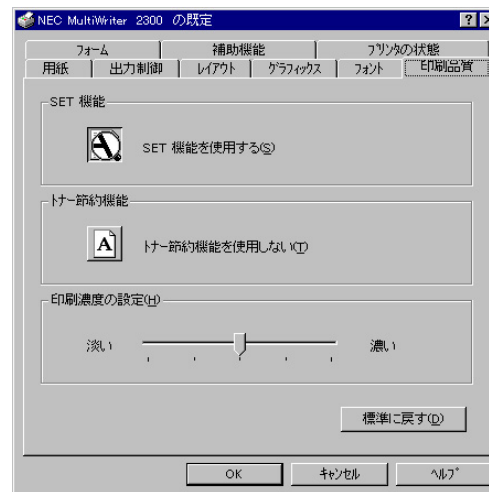 NEC MultiWriter 2300 の既定
フォーム 補助機能 プリンタの状態
用紙 出力制御 レイアウト グラフィックス フォント 印刷品質
SET 機能
SET 機能を使用する(S)
トナー節約機能
A トナー節約機能を使用しない(T)
印刷濃度の設定(H)
淡い 濃い
標準に戻す(D)
OK キャンセル ヘルプ